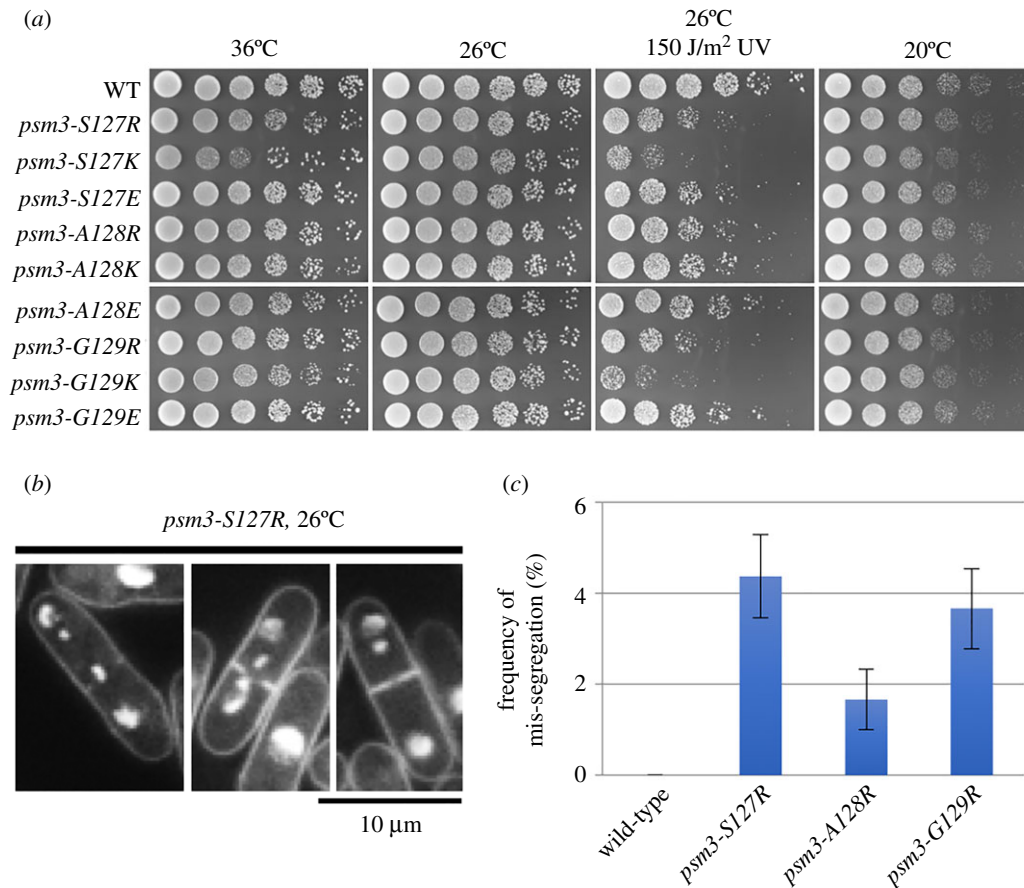 (a)
36ºC
26ºC
26ºC
150 J/m² UV
20ºC
WT
psm3-S127R
psm3-S127K
psm3-S127E
psm3-A128R
psm3-A128K
psm3-A128E
psm3-G129R
psm3-G129K
psm3-G129E
(b)
psm3-S127R, 26ºC
10 µm
(c)
frequency of
mis-segregation (%)
6
4
2
0
wild-type
psm3-S127R
psm3-A128R
psm3-G129R